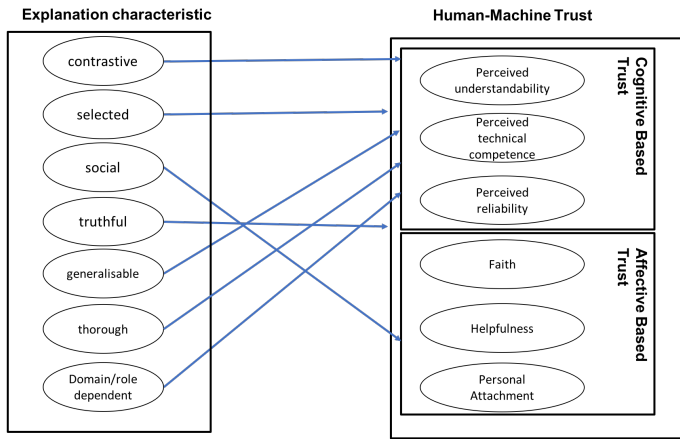 Explanation characteristic
Human-Machine Trust
contrastive
selected
social
truthful
generalisable
thorough
Domain/role
dependent
Cognitive Based
Trust
Perceived
understandability
Perceived
technical
competence
Perceived
reliability
Affective Based
Trust
Faith
Helpfulness
Personal
Attachment